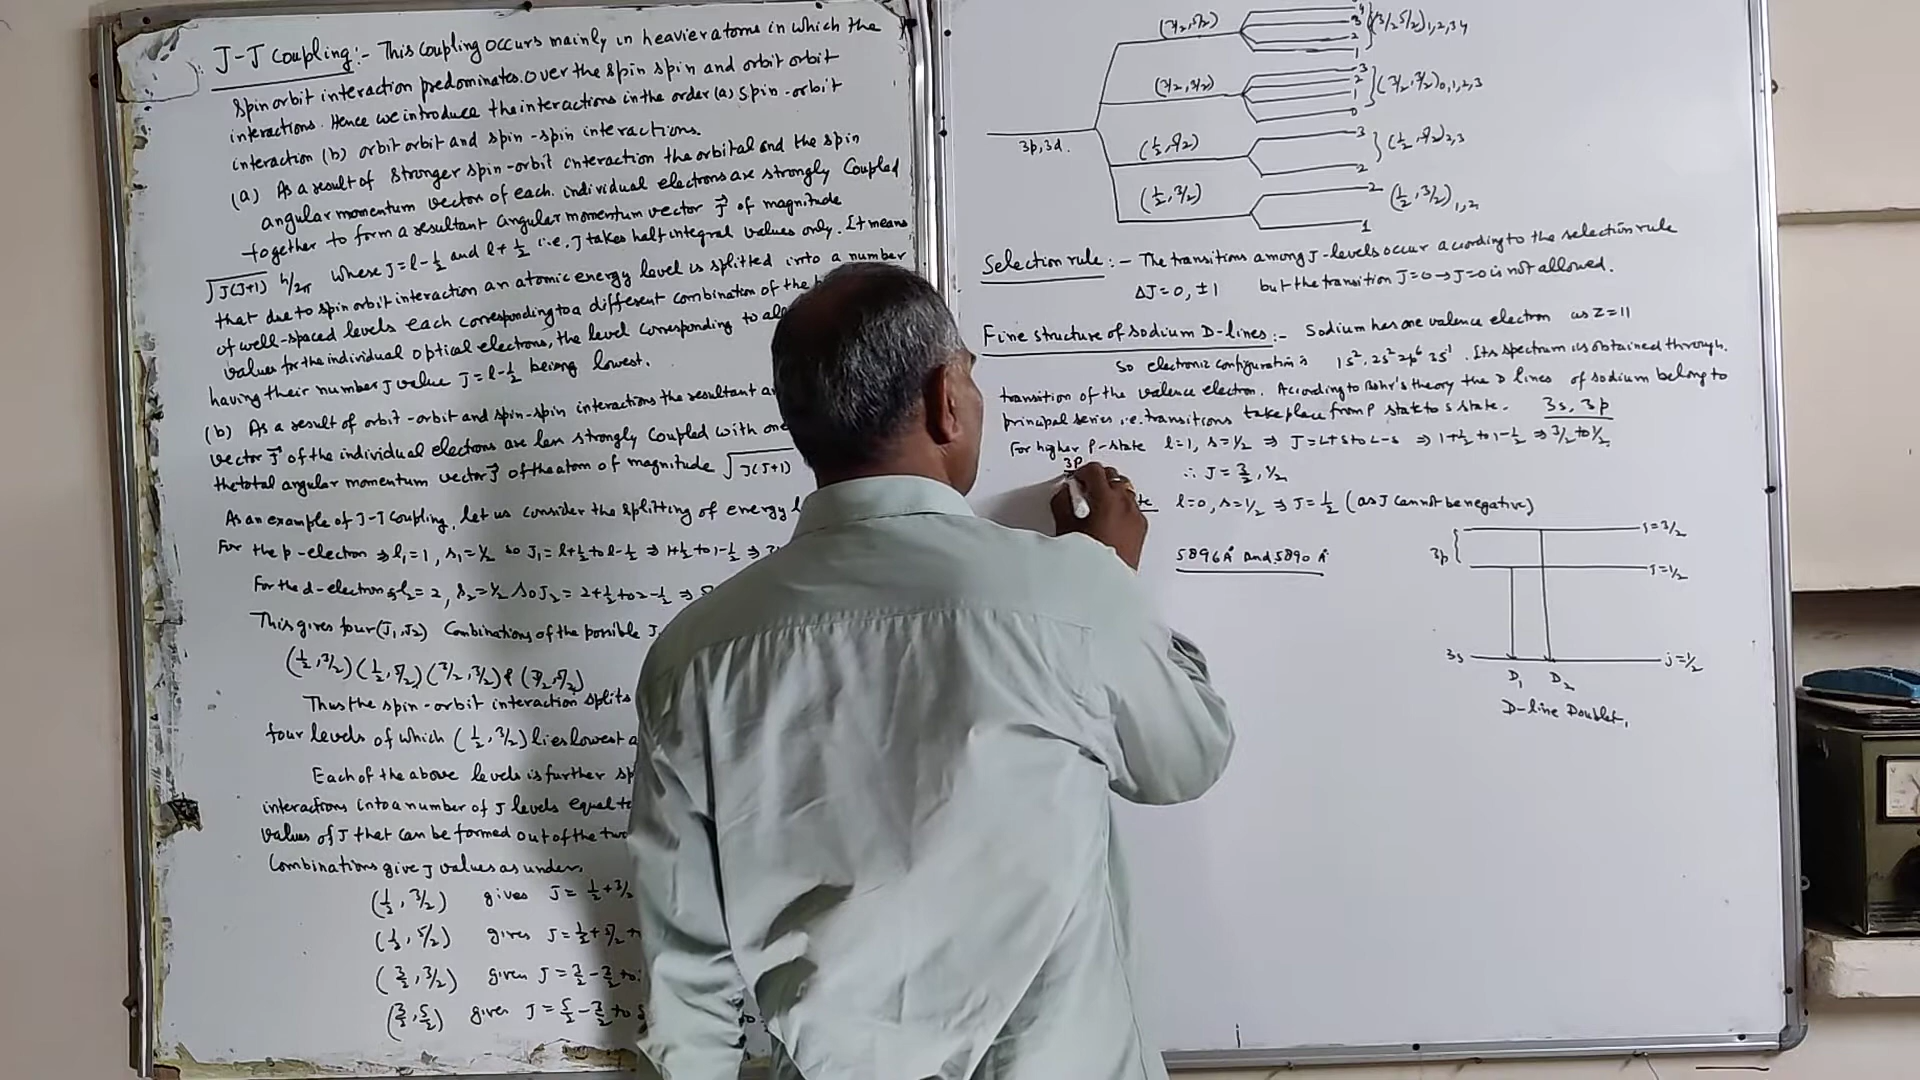 J-J Coupling:- This Coupling occurs mainly in heavier atoms in which the
spin orbit interaction predominates over the spin spin and orbit orbit
interactions. Hence we introduce the interactions in the order (a) spin-orbit
interaction (b) orbit orbit and spin-spin interactions.
(a) As a result of stronger spin-orbit interaction the orbital and the spin
angular momentum vectors of each individual electrons are strongly Coupled
together to form a resultant angular momentum vector J⃗ of magnitude
√J(J+1) h/2π where J=l-½ and l+½ i.e. J takes half integral values only. It means
that due to spin orbit interaction an atomic energy level is splitted into a number
of well-spaced levels each corresponding to a different combination of the
values for the individual optical electrons, the level corresponding to all
having their number J value J=l-½ being lowest.
(b) As a result of orbit-orbit and spin-spin interactions the resultant
vector J⃗ of the individual electrons are less strongly coupled with one
the total angular momentum vector J⃗ of the atom of magnitude √J(J+1)
As an example of J-J Coupling, let us consider the splitting of energy
For the p-electron ⇒ l₁=1, s₁=½ so J₁=l+½ to l-½ ⇒ 1+½ to 1-½ ⇒
For the d-electron l₂=2, s₂=½ so J₂=2+½ to 2-½ ⇒
This gives four (J₁,J₂) Combinations of the possible J
(½,3/2) (½,5/2) (3/2,3/2) & (3/2,5/2)
Thus the spin-orbit interaction splits
four levels of which (½,3/2) lies lowest
Each of the above levels is further
interactions into a number of J levels equal
values of J that can be formed out of the two
Combinations give J values as under,
(½,3/2) gives J=½+3/2
(½,5/2) gives J=½+5/2
(3/2,3/2) given J=3/2-3/2 to
(3/2,5/2) given J=5/2-3/2 to
3p,3d.
(3/2,5/2) 4 3 2 1 (3/2 5/2)1,2,3 4
(3/2,3/2) 3 2 1 0 (3/2,3/2)0,1,2,3
(½,5/2) 3 2 (½,5/2)2,3
(½,3/2) 2 1 (½,3/2)1,2
Selection rule:- The transitions among J-levels occur according to the selection rule
ΔJ=0,±1 but the transition J=0→J=0 is not allowed.
Fine structure of sodium D-lines:- Sodium has one valence electron as Z=11
So electronic configuration is 1s², 2s² 2p⁶ 3s¹. Its spectrum is obtained through
transition of the valence electron. According to Bohr's theory the D lines of sodium belong to
principal series i.e. transitions take place from P state to s state. 3s, 3p
For higher P-state l=1, s=½ ⇒ J=L+S to L-S ⇒ 1+½ to 1-½ ⇒ 3/2 to ½
3P
∴ J=3/2,½
l=0, s=½ ⇒ J=½ (as J cannot be negative)
5896Å and 5890Å
3p J=3/2
J=½
3s j=½
D₁ D₂
D-line Doublet,